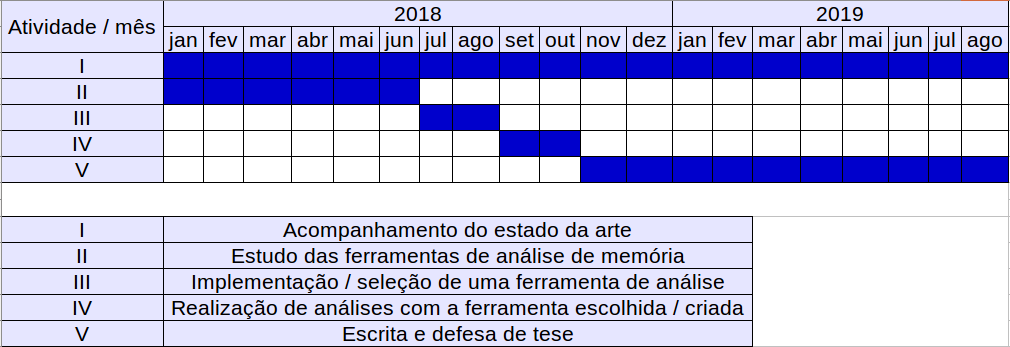 Atividade / mês 2018 2019
jan fev mar abr mai jun jul ago set out nov dez jan fev mar abr mai jun jul ago
I
II
III
IV
V
I Acompanhamento do estado da arte
II Estudo das ferramentas de análise de memória
III Implementação / seleção de uma ferramenta de análise
IV Realização de análises com a ferramenta escolhida / criada
V Escrita e defesa de tese